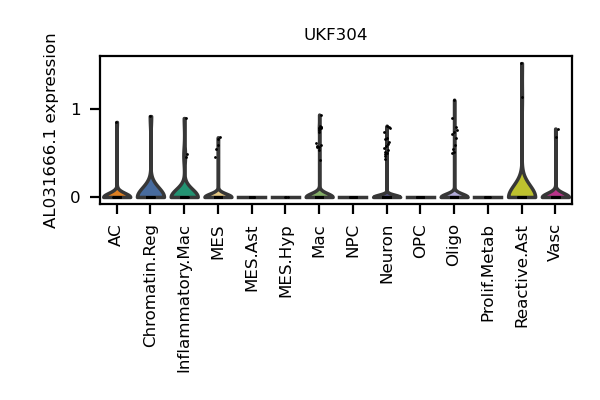 UKF304
AL031666.1 expression
1
0
AC
Chromatin.Reg
Inflammatory.Mac
MES
MES.Ast
MES.Hyp
Mac
NPC
Neuron
OPC
Oligo
Prolif.Metab
Reactive.Ast
Vasc